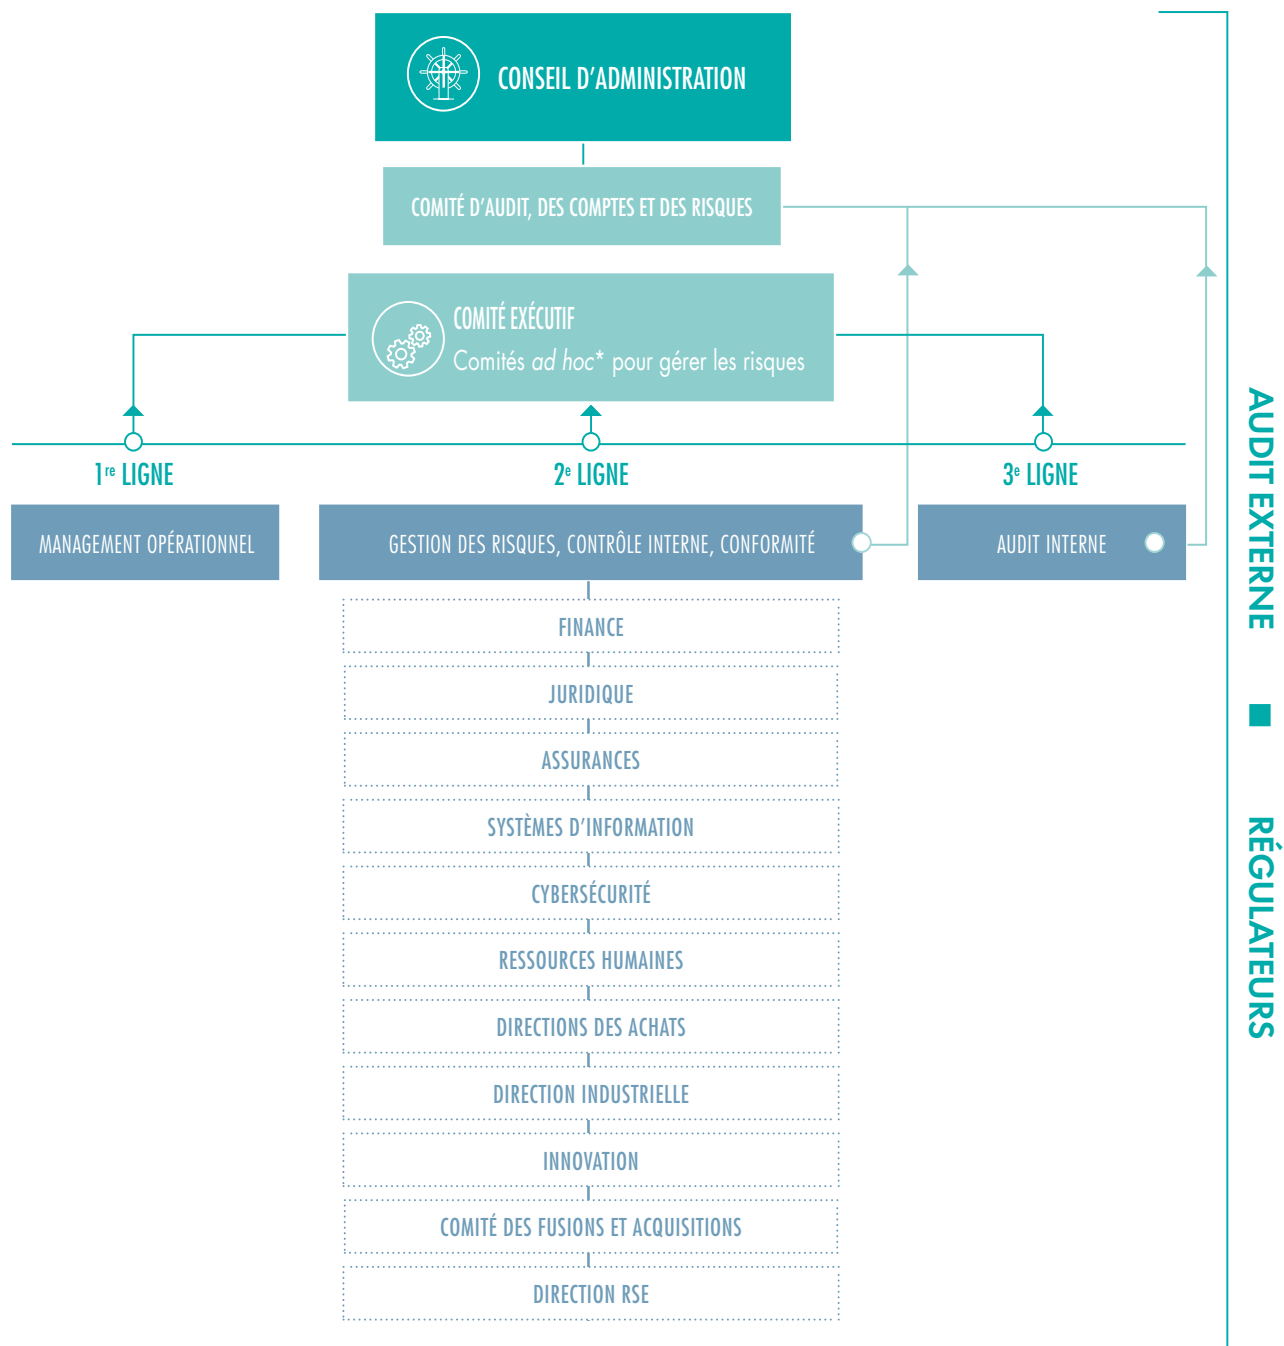 CONSEIL D'ADMINISTRATION
COMITÉ D'AUDIT, DES COMPTES ET DES RISQUES
COMITÉ EXÉCUTIF
Comités ad hoc* pour gérer les risques
1re LIGNE
2e LIGNE
3e LIGNE
MANAGEMENT OPÉRATIONNEL
GESTION DES RISQUES, CONTRÔLE INTERNE, CONFORMITÉ
AUDIT INTERNE
FINANCE
JURIDIQUE
ASSURANCES
SYSTÈMES D'INFORMATION
CYBERSÉCURITÉ
RESSOURCES HUMAINES
DIRECTIONS DES ACHATS
DIRECTION INDUSTRIELLE
INNOVATION
COMITÉ DES FUSIONS ET ACQUISITIONS
DIRECTION RSE
AUDIT EXTERNE ■ RÉGULATEURS